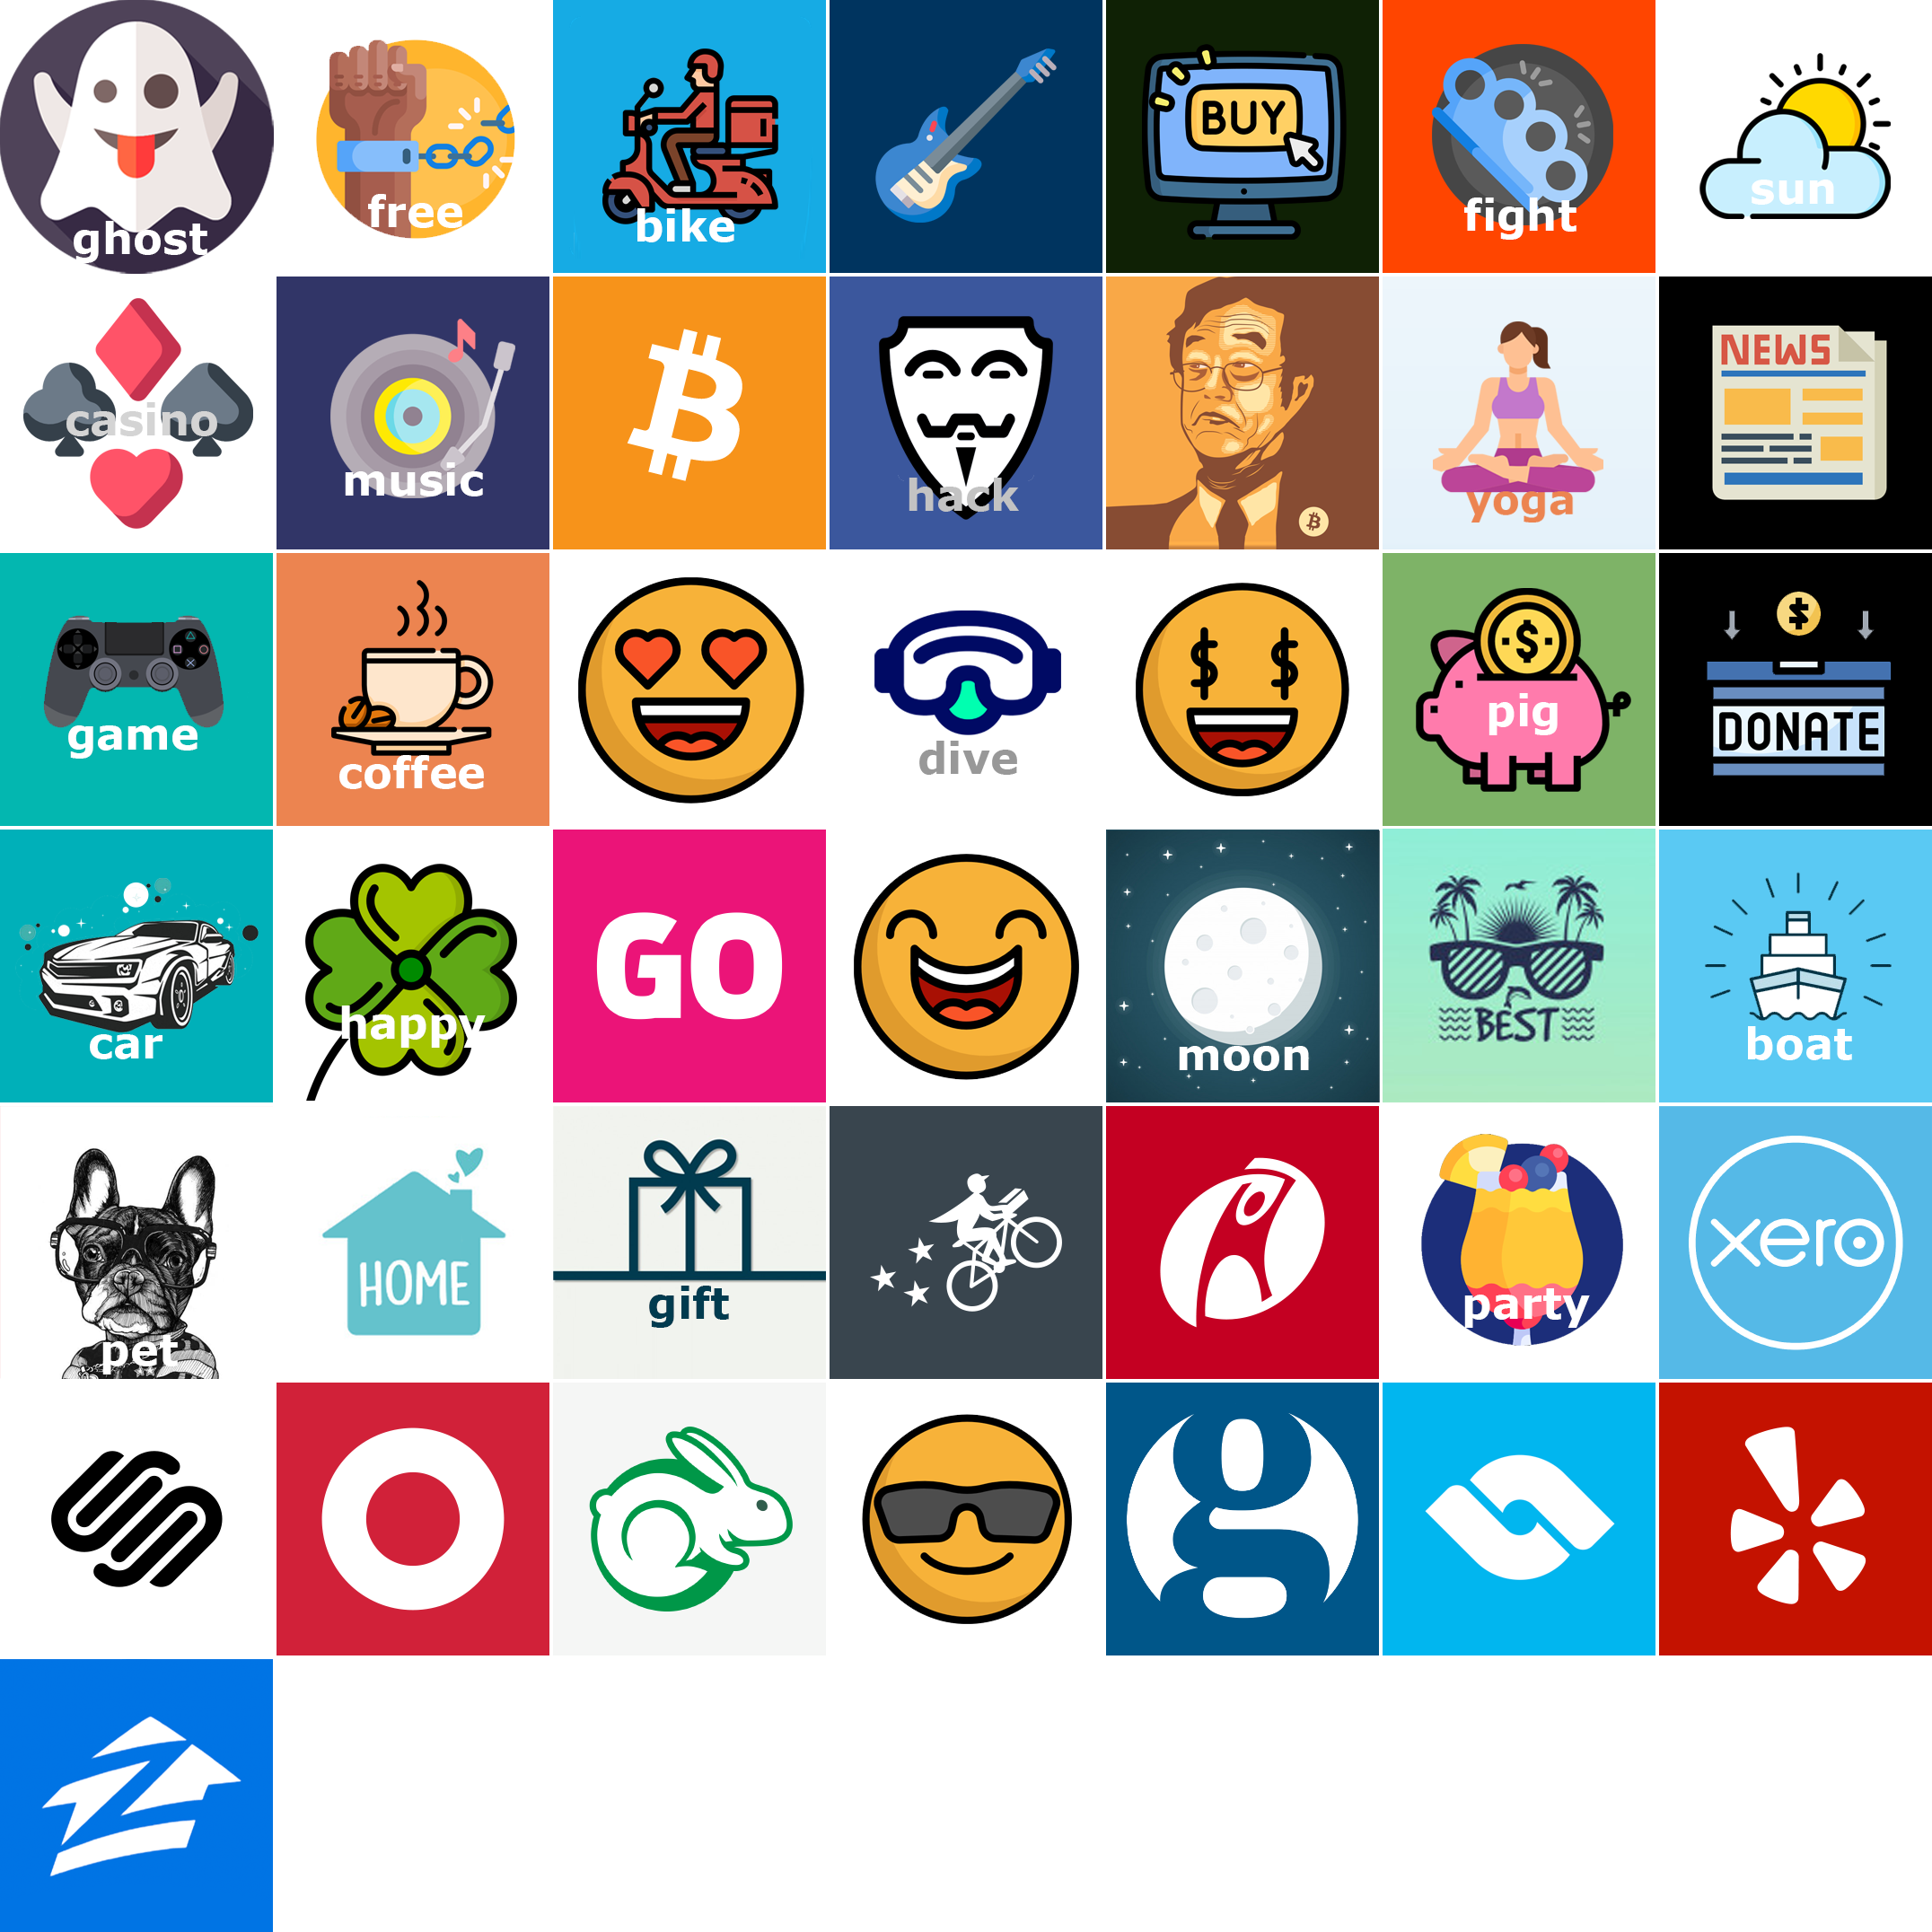 ghost
free
bike
BUY
fight
sun
casino
music
hack
yoga
NEWS
game
coffee
dive
pig
DONATE
car
happy
GO
moon
BEST
boat
pet
HOME
gift
party
xero
g